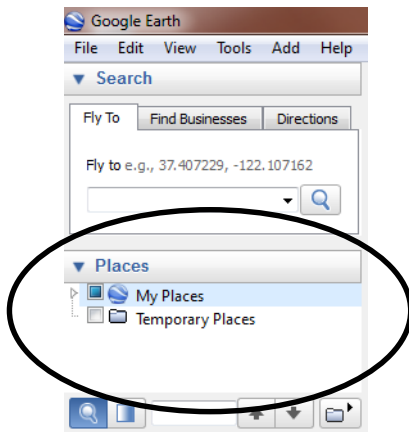 Google Earth
File Edit View Tools Add Help
Search
Fly To Find Businesses Directions
Fly to e.g., 37.407229, -122.107162
Places
My Places
Temporary Places